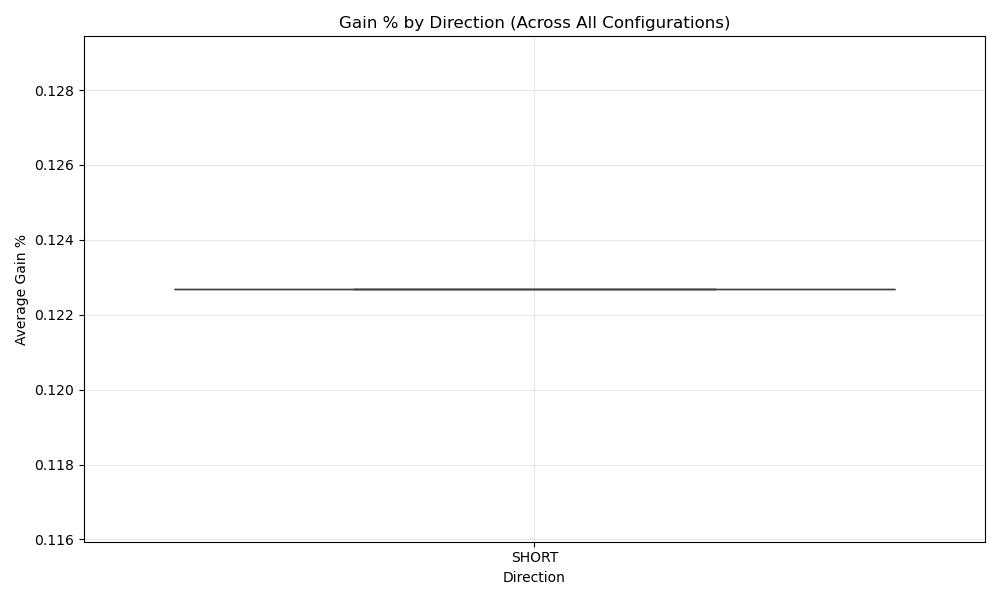 Gain % by Direction (Across All Configurations)
0.128
0.126
0.124
0.122
0.120
0.118
0.116
Average Gain %
SHORT
Direction